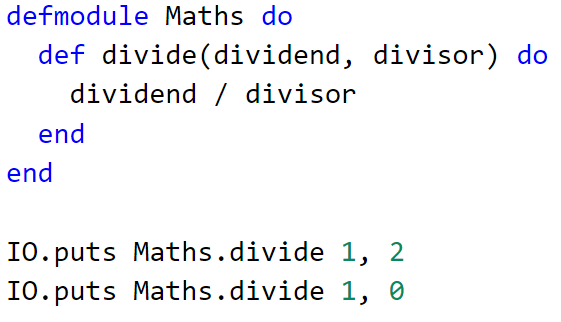 defmodule Maths do
  def divide(dividend, divisor) do
    dividend / divisor
  end
end

IO.puts Maths.divide 1, 2
IO.puts Maths.divide 1, 0